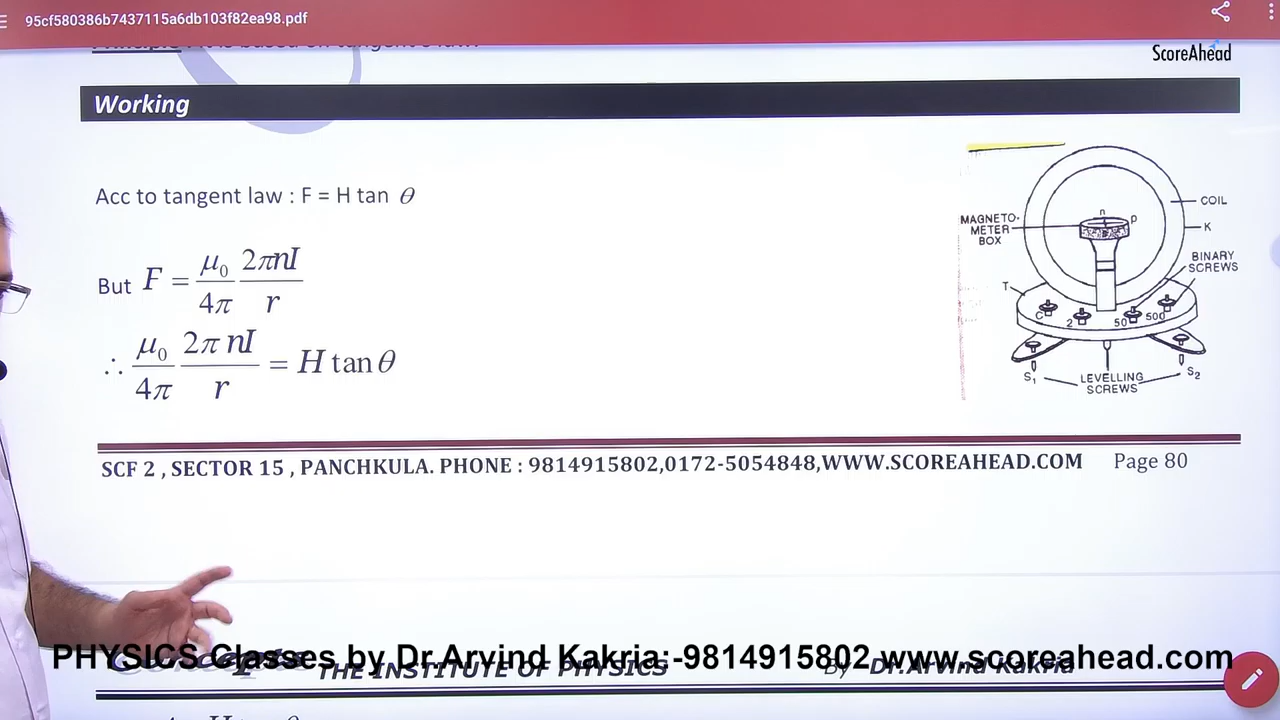 95cf580386b7437115a6db103f82ea98.pdf
ScoreAhead
Working
Acc to tangent law : F = H tan θ
But F = μ₀/4π 2πnI/r
∴ μ₀/4π 2π nI/r = H tan θ
MAGNETO-
METER
BOX
n
p
COIL
K
BINARY
SCREWS
T
C
2
50
500
S₁
LEVELLING
SCREWS
S₂
SCF 2 , SECTOR 15 , PANCHKULA. PHONE : 9814915802,0172-5054848,WWW.SCOREAHEAD.COM Page 80
PHYSICS Classes by Dr.Arvind Kakria:-9814915802 www.scoreahead.com
THE INSTITUTE OF PHYSICS By Dr.Arvind Kakria